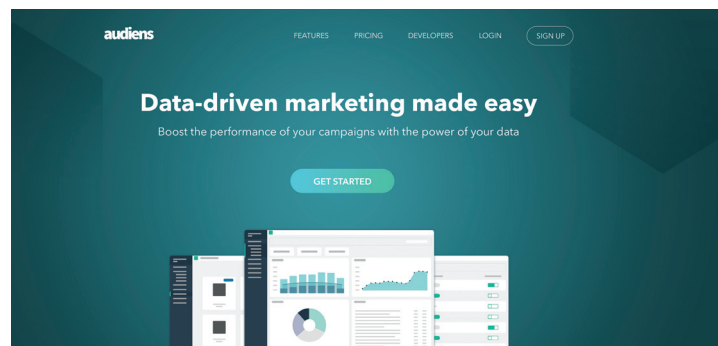 audiens
FEATURES
PRICING
DEVELOPERS
LOGIN
SIGN UP
Data-driven marketing made easy
Boost the performance of your campaigns with the power of your data
GET STARTED